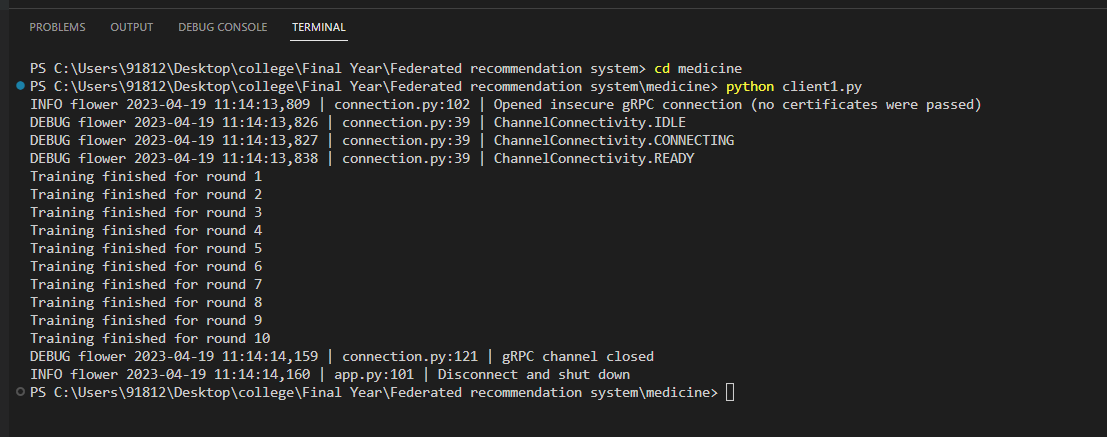 PROBLEMS OUTPUT DEBUG CONSOLE TERMINAL
PS C:\Users\91812\Desktop\college\Final Year\Federated recommendation system> cd medicine
PS C:\Users\91812\Desktop\college\Final Year\Federated recommendation system\medicine> python client1.py
INFO flower 2023-04-19 11:14:13,809 | connection.py:102 | Opened insecure gRPC connection (no certificates were passed)
DEBUG flower 2023-04-19 11:14:13,826 | connection.py:39 | ChannelConnectivity.IDLE
DEBUG flower 2023-04-19 11:14:13,827 | connection.py:39 | ChannelConnectivity.CONNECTING
DEBUG flower 2023-04-19 11:14:13,838 | connection.py:39 | ChannelConnectivity.READY
Training finished for round 1
Training finished for round 2
Training finished for round 3
Training finished for round 4
Training finished for round 5
Training finished for round 6
Training finished for round 7
Training finished for round 8
Training finished for round 9
Training finished for round 10
DEBUG flower 2023-04-19 11:14:14,159 | connection.py:121 | gRPC channel closed
INFO flower 2023-04-19 11:14:14,160 | app.py:101 | Disconnect and shut down
PS C:\Users\91812\Desktop\college\Final Year\Federated recommendation system\medicine>